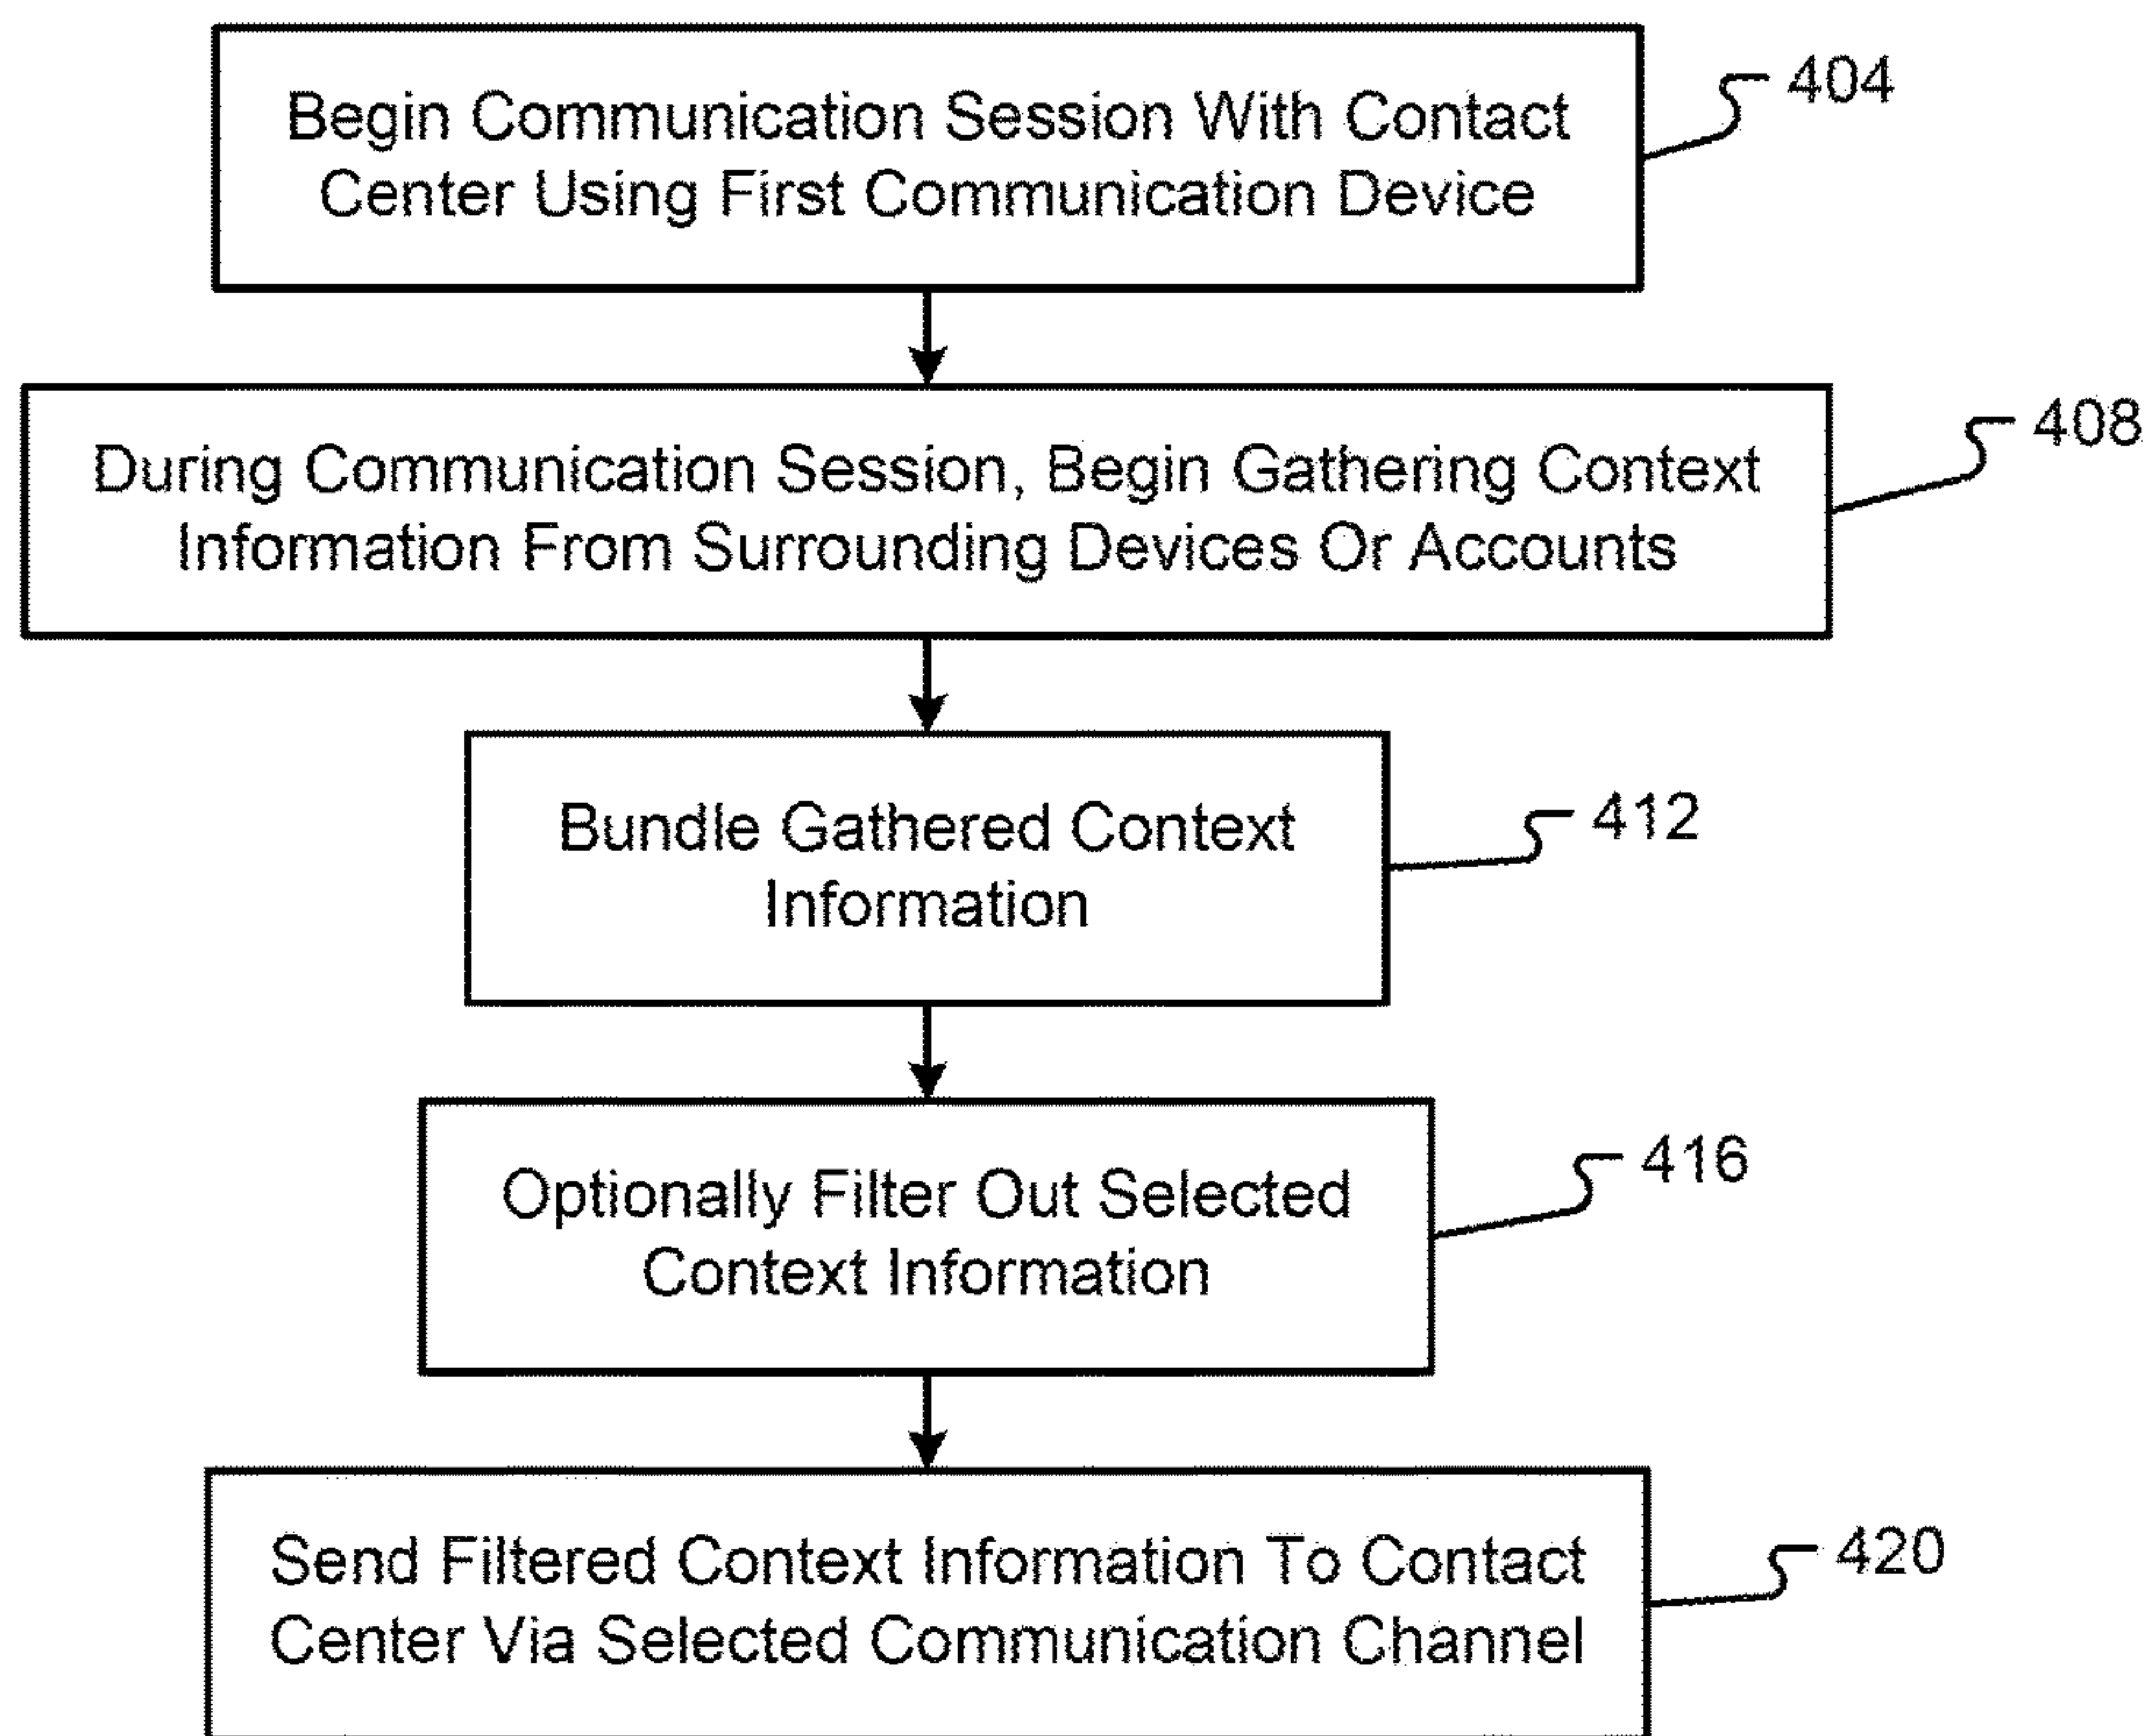 Begin Communication Session With Contact
Center Using First Communication Device
404
During Communication Session, Begin Gathering Context
Information From Surrounding Devices Or Accounts
408
Bundle Gathered Context
Information
412
Optionally Filter Out Selected
Context Information
416
Send Filtered Context Information To Contact
Center Via Selected Communication Channel
420